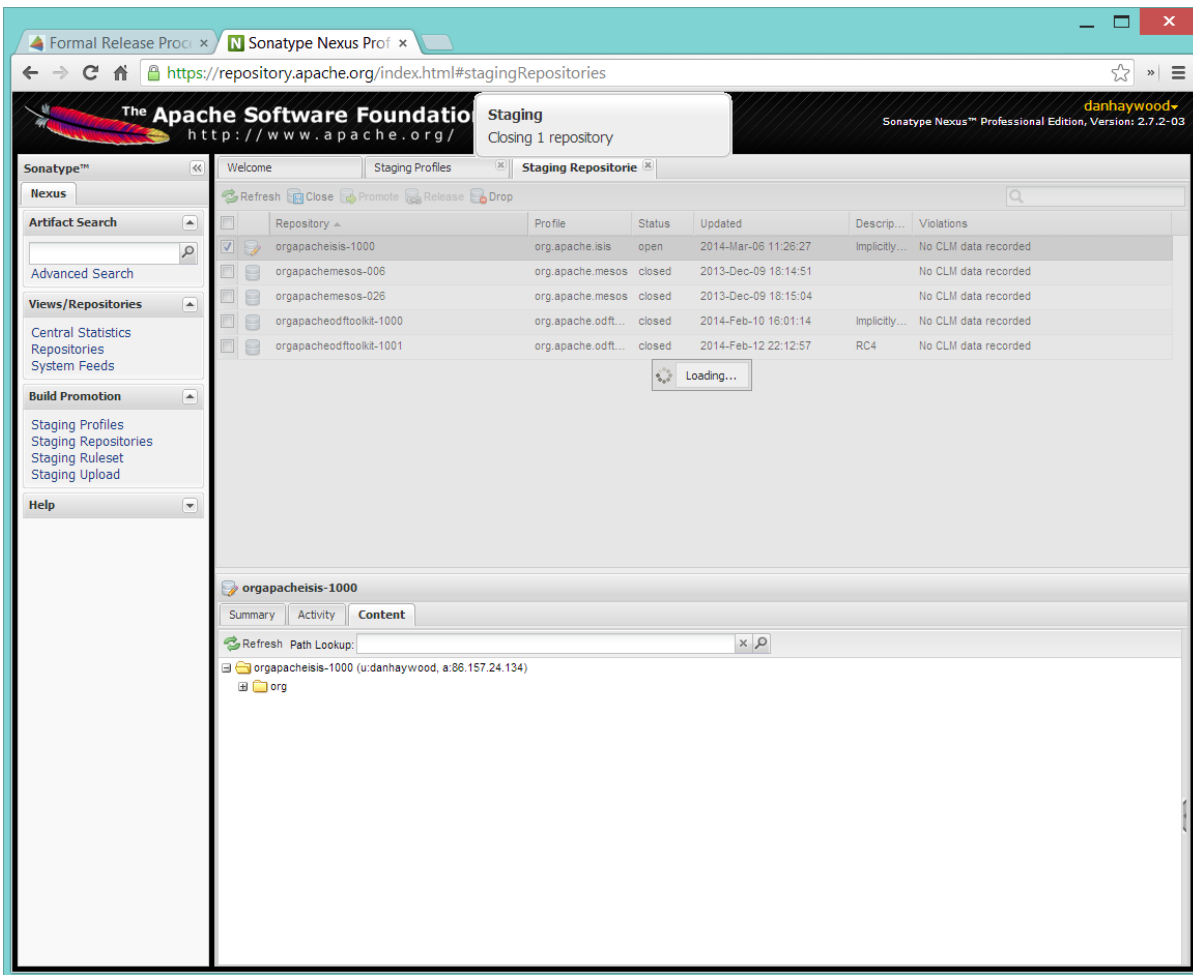 Formal Release Proce
Sonatype Nexus Prof
https://repository.apache.org/index.html#stagingRepositories
The Apache Software Foundatio
http://www.apache.org/
Staging
Closing 1 repository
danhaywood
Sonatype Nexus™ Professional Edition, Version: 2.7.2-03
Sonatype™
Nexus
Artifact Search
Advanced Search
Views/Repositories
Central Statistics
Repositories
System Feeds
Build Promotion
Staging Profiles
Staging Repositories
Staging Ruleset
Staging Upload
Help
Welcome Staging Profiles Staging Repositorie
Refresh Close Promote Release Drop
Repository Profile Status Updated Descrip... Violations
orgapacheisis-1000 org.apache.isis open 2014-Mar-06 11:26:27 Implicitly... No CLM data recorded
orgapachemesos-006 org.apache.mesos closed 2013-Dec-09 18:14:51 No CLM data recorded
orgapachemesos-026 org.apache.mesos closed 2013-Dec-09 18:15:04 No CLM data recorded
orgapacheodftoolkit-1000 org.apache.odft... closed 2014-Feb-10 16:01:14 Implicitly... No CLM data recorded
orgapacheodftoolkit-1001 org.apache.odft... closed 2014-Feb-12 22:12:57 RC4 No CLM data recorded
Loading...
orgapacheisis-1000
Summary Activity Content
Refresh Path Lookup:
orgapacheisis-1000 (u:danhaywood, a:86.157.24.134)
org